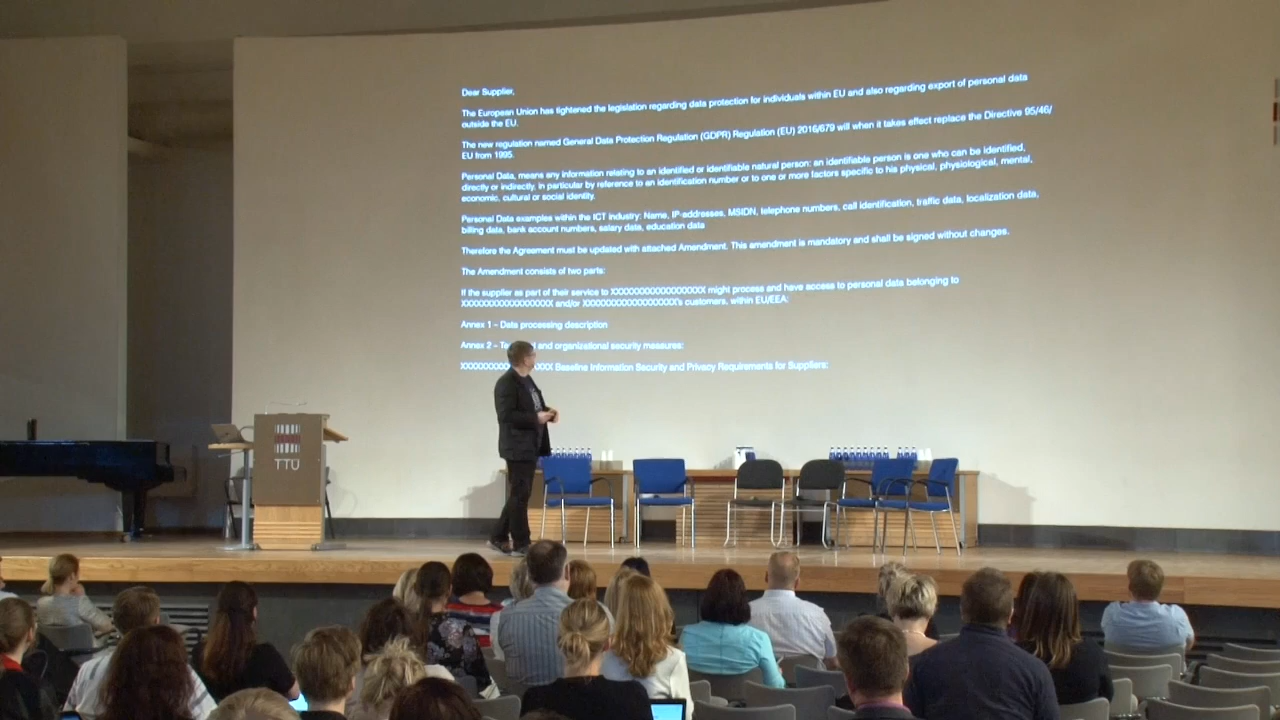 Dear Supplier,
The European Union has tightened the legislation regarding data protection for individuals within EU and also regarding export of personal data
outside the EU.
The new regulation named General Data Protection Regulation (GDPR) Regulation (EU) 2016/679 will when it takes effect replace the Directive 95/46/
EU from 1995.
Personal Data, means any information relating to an identified or identifiable natural person: an identifiable person is one who can be identified,
directly or indirectly, in particular by reference to an identification number or to one or more factors specific to his physical, physiological, mental,
economic, cultural or social identity.
Personal Data examples within the ICT industry: Name, IP-addresses, MSIDN, telephone numbers, call identification, traffic data, localization data,
billing data, bank account numbers, salary data, education data
Therefore the Agreement must be updated with attached Amendment. This amendment is mandatory and shall be signed without changes.
The Amendment consists of two parts:
If the supplier as part of their service to XXXXXXXXXXXXXXXXXX might process and have access to personal data belonging to
XXXXXXXXXXXXXXXXXX and/or XXXXXXXXXXXXXXXXXX's customers, within EU/EEA:
Annex 1 - Data processing description
Annex 2 - and organizational security measures:
Baseline Information Security and Privacy Requirements for Suppliers:
TTÜ